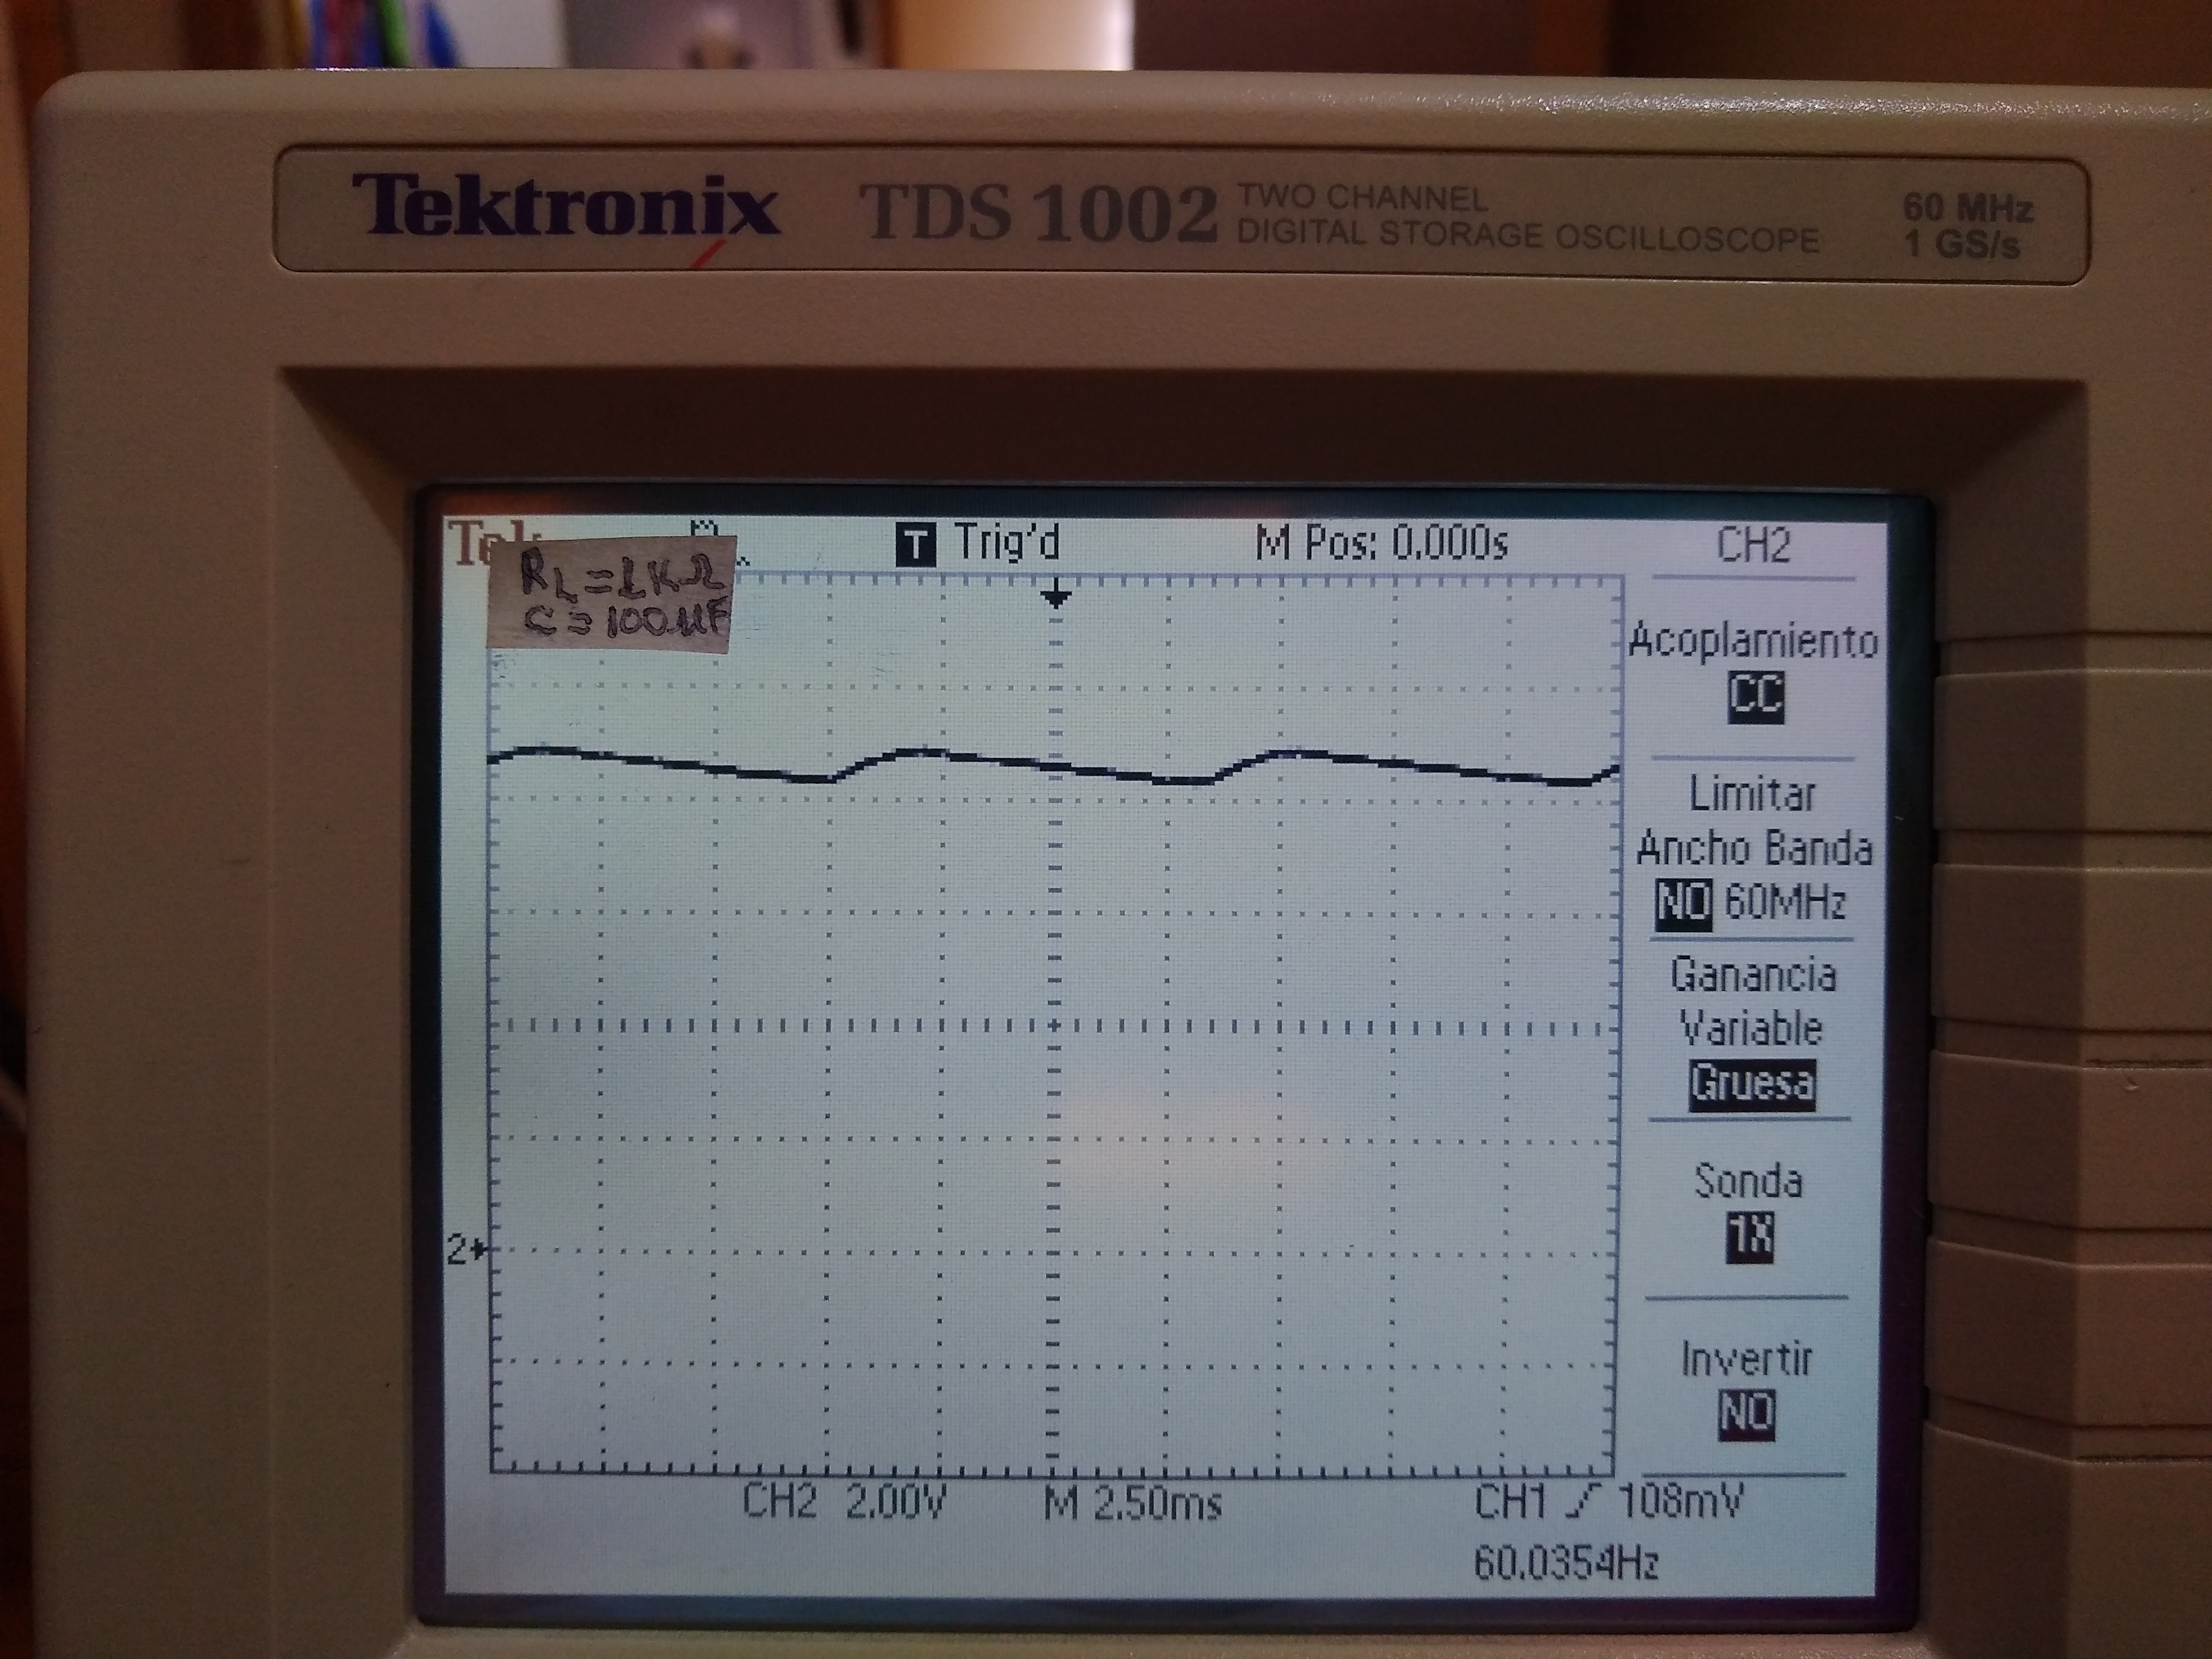 Tektronix TDS 1002 TWO CHANNEL
DIGITAL STORAGE OSCILLOSCOPE
60 MHz
1 GS/s
Tek
T Trig'd
M Pos: 0.000s
CH2
RL = 1KΩ
C = 100µF
Acoplamiento
CC
Limitar
Ancho Banda
NO 60MHz
Ganancia
Variable
Gruesa
Sonda
1X
Invertir
NO
2
CH2 2.00V
M 2.50ms
CH1 108mV
60.0354Hz